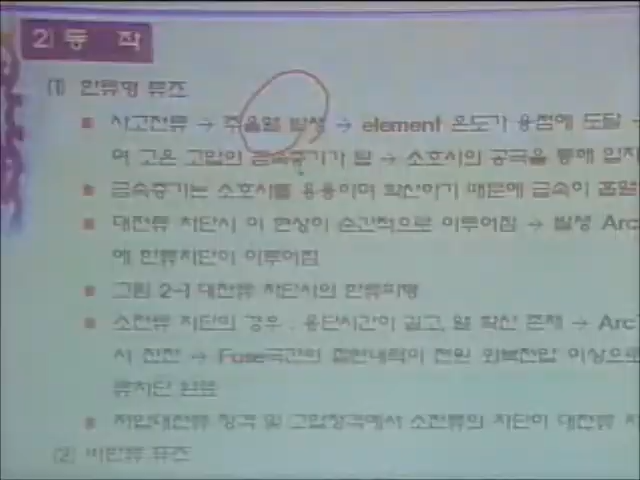 2) 동 작
(1) 한류형 퓨즈
사고전류 → 주울열 발생 → element 온도가 용점에 도달
여 고온 고압의 금속증기가 됨 → 소호사의 공극을 통해 입자
금속증기는 소호사를 용융이며 확산하기 때문에 금속이
대전류 차단시 이 현상이 순간적으로 이루어짐 → 발생 Arc
에 한류차단이 이루어짐
그림 2-1 대전류 차단시의 한류파형
소전류 차단의 경우 : 용단시간이 길고, 열 확산 존재 → Arc
시 진전 → Fuse극간의 절연내력이 전원 회복전압 이상으로
류차단 완료
저압대전류 정격 및 고압정격에서 소전류의 차단이 대전류
(2) 비한류 퓨즈